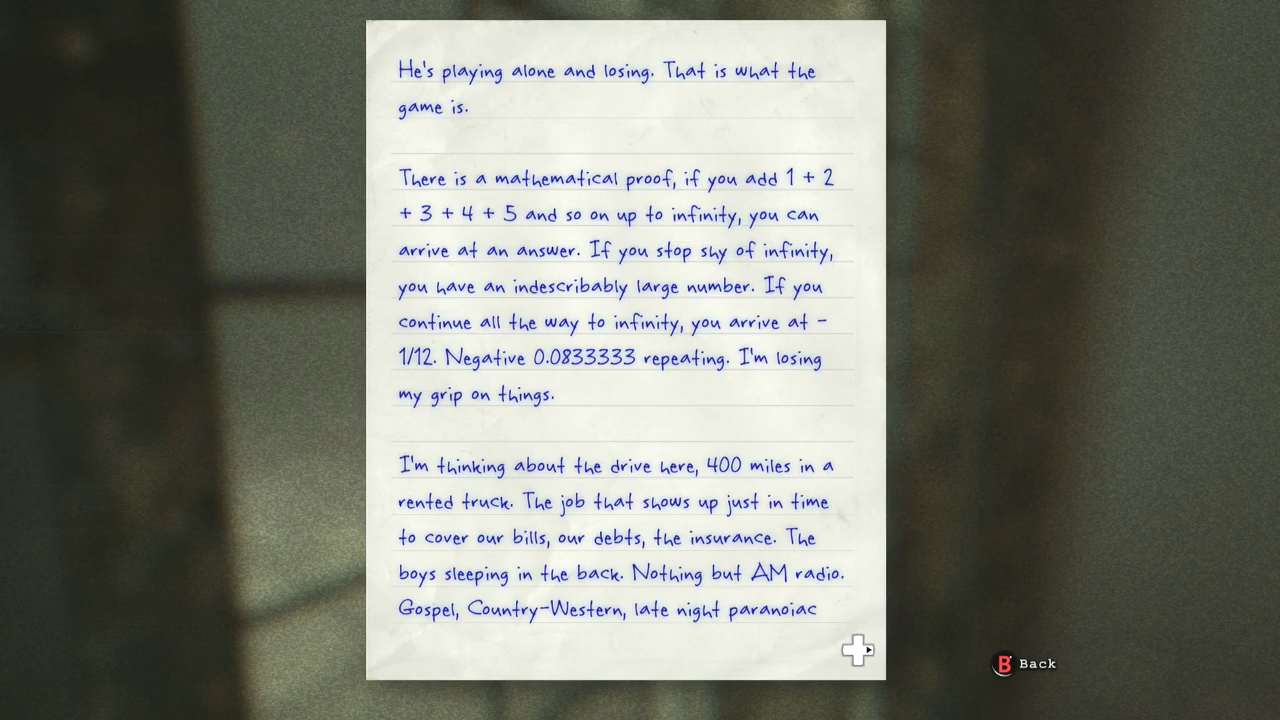 He's playing alone and losing. That is what the
game is.
There is a mathematical proof, if you add 1 + 2
+ 3 + 4 + 5 and so on up to infinity, you can
arrive at an answer. If you stop shy of infinity,
you have an indescribably large number. If you
continue all the way to infinity, you arrive at -
1/12. Negative 0.0833333 repeating. I'm losing
my grip on things.
I'm thinking about the drive here, 400 miles in a
rented truck. The job that shows up just in time
to cover our bills, our debts, the insurance. The
boys sleeping in the back. Nothing but AM radio.
Gospel, Country-Western, late night paranoiac
B Back